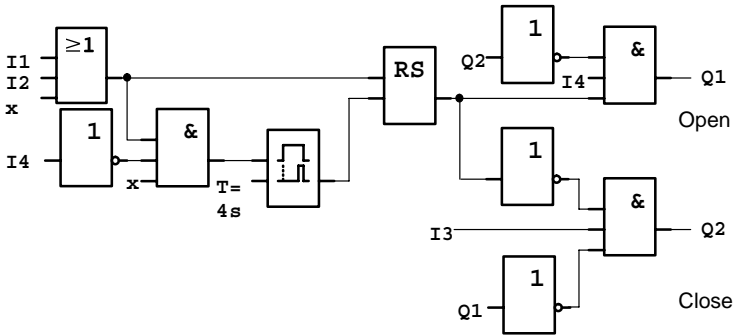 I1
I2
x
≥1
I4
1
x
&
T=
4s
RS
Q2
1
I4
&
Q1
Open
1
I3
&
Q2
Q1
1
Close